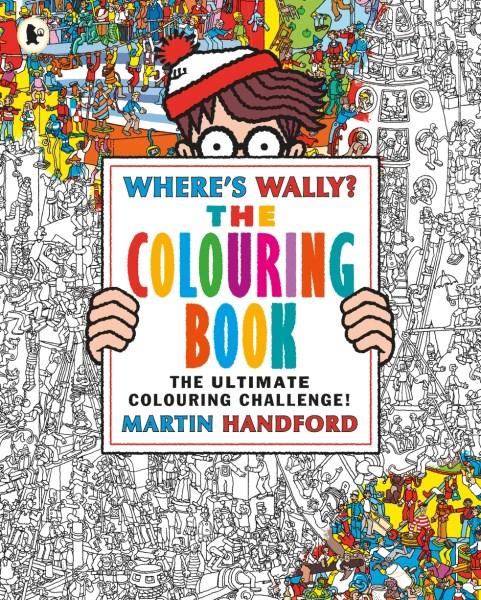 WHERE'S WALLY?
THE
COLOURING
BOOK
THE ULTIMATE
COLOURING CHALLENGE!
MARTIN HANDFORD